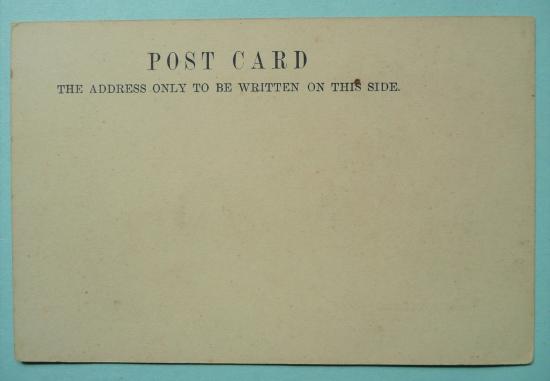 POST CARD
THE ADDRESS ONLY TO BE WRITTEN ON THIS SIDE.